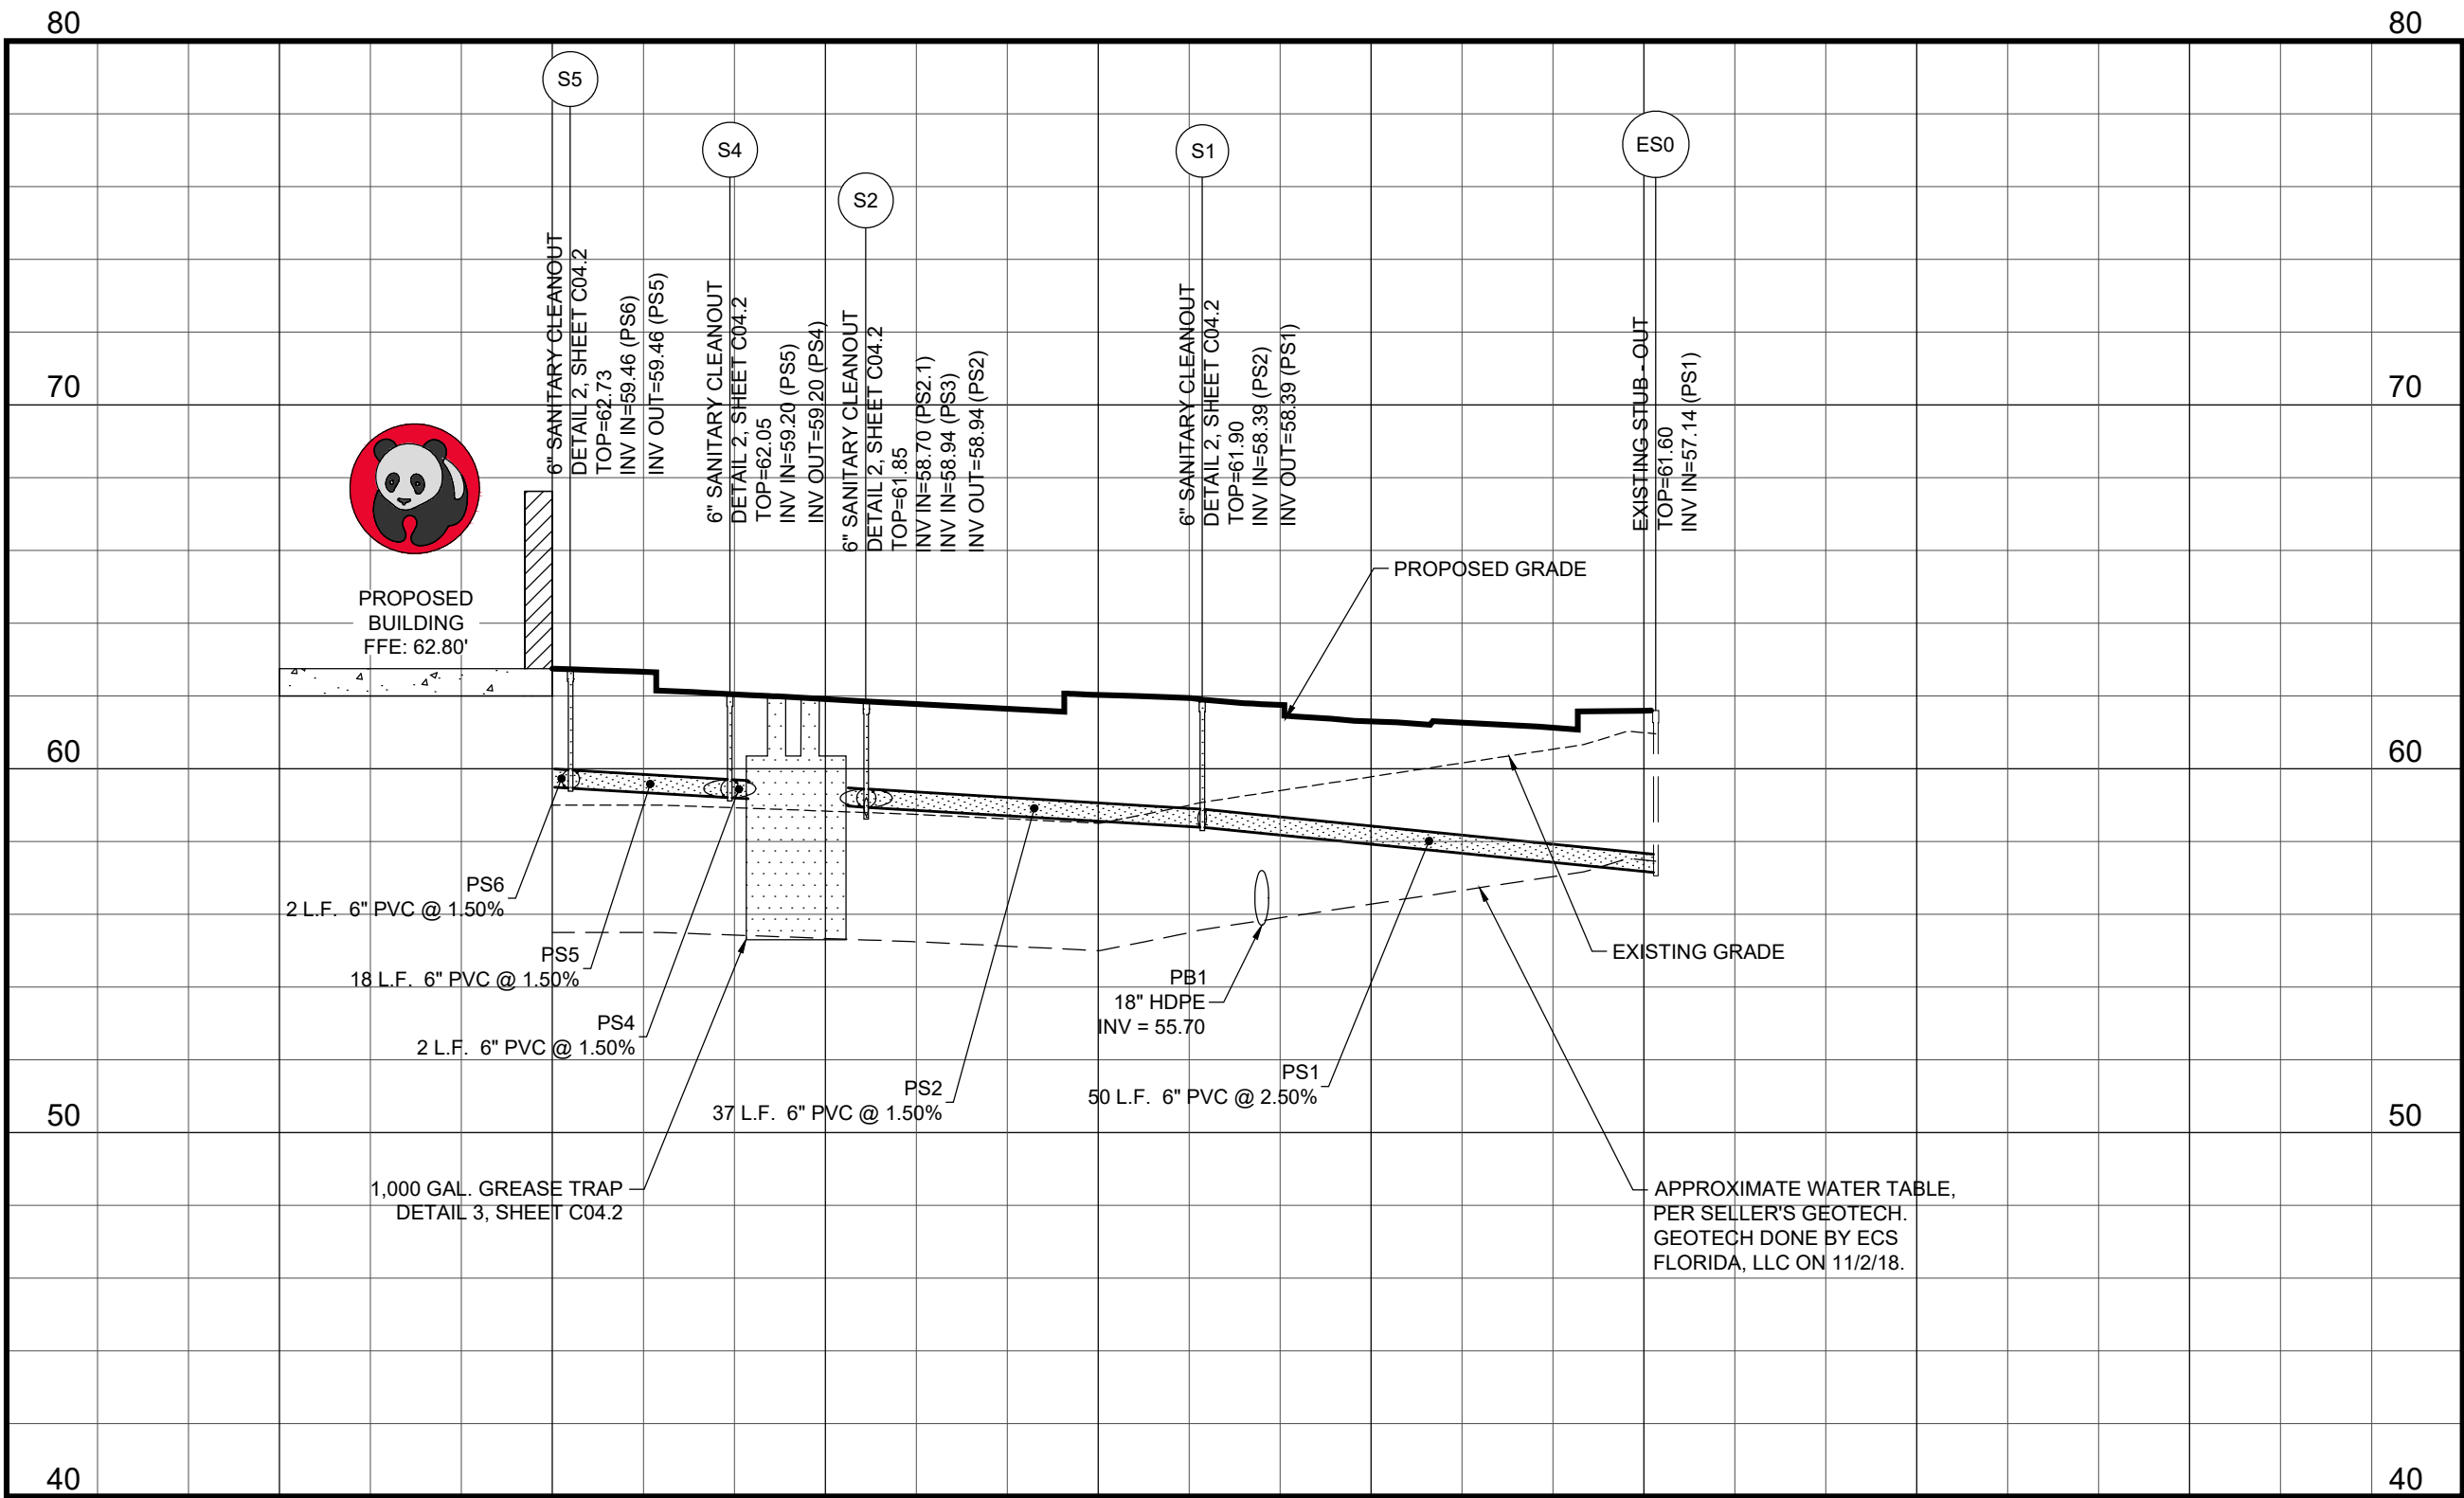 80
80
S5
S4
S2
S1
ES0
6" SANITARY CLEANOUT
DETAIL 2, SHEET C04.2
TOP=62.73
INV IN=59.46 (PS6)
INV OUT=59.46 (PS5)
6" SANITARY CLEANOUT
DETAIL 2, SHEET C04.2
TOP=62.05
INV IN=59.20 (PS5)
INV OUT=59.20 (PS4)
6" SANITARY CLEANOUT
DETAIL 2, SHEET C04.2
TOP=61.85
INV IN=58.70 (PS2.1)
INV IN=58.94 (PS3)
INV OUT=58.94 (PS2)
6" SANITARY CLEANOUT
DETAIL 2, SHEET C04.2
TOP=61.90
INV IN=58.39 (PS2)
INV OUT=58.39 (PS1)
EXISTING STUB - OUT
TOP=61.60
INV IN=57.14 (PS1)
70
70
PROPOSED GRADE
PROPOSED
BUILDING
FFE: 62.80'
60
60
PS6
2 L.F. 6" PVC @ 1.50%
PS5
18 L.F. 6" PVC @ 1.50%
PS4
2 L.F. 6" PVC @ 1.50%
PS2
37 L.F. 6" PVC @ 1.50%
PB1
18" HDPE
INV = 55.70
PS1
50 L.F. 6" PVC @ 2.50%
EXISTING GRADE
50
50
1,000 GAL. GREASE TRAP
DETAIL 3, SHEET C04.2
APPROXIMATE WATER TABLE,
PER SELLER'S GEOTECH.
GEOTECH DONE BY ECS
FLORIDA, LLC ON 11/2/18.
40
40